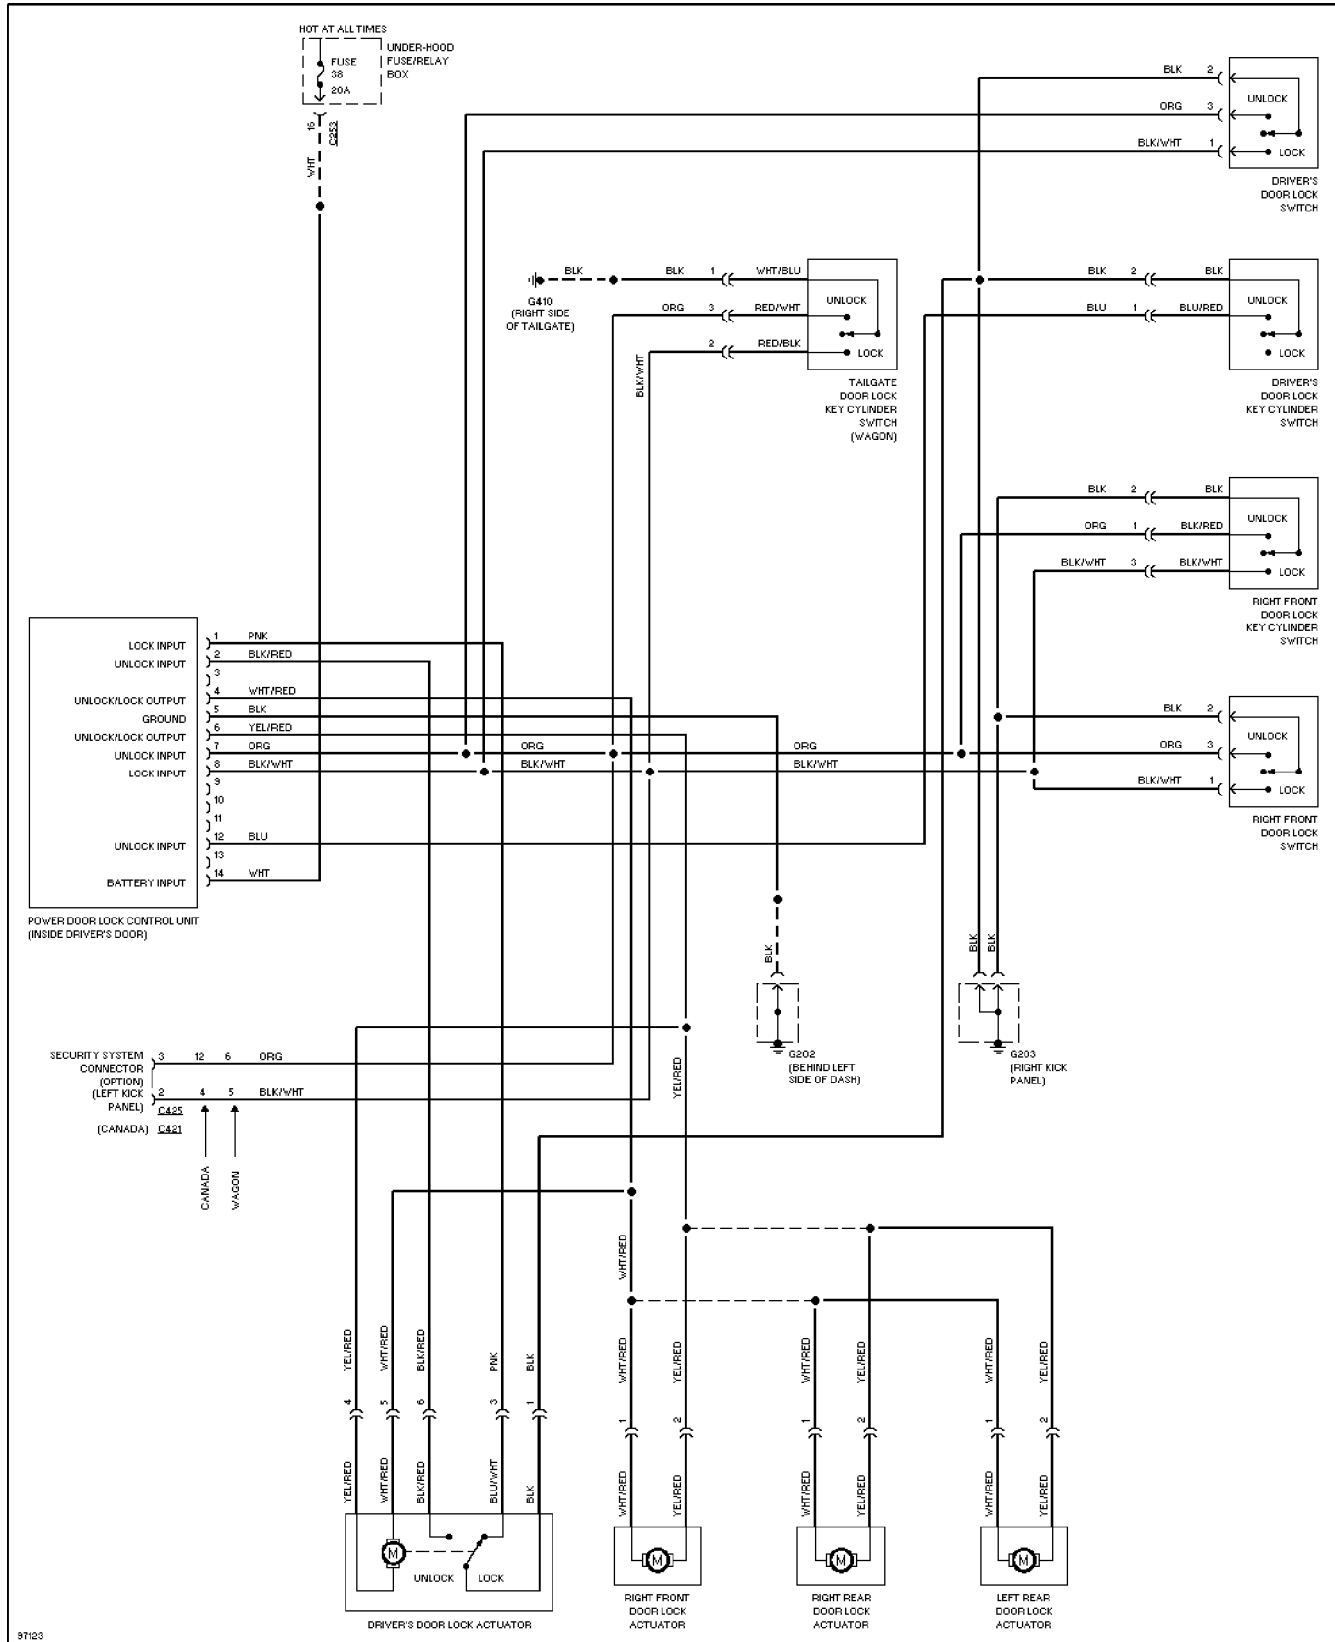 HOT AT ALL TIMES
UNDER-HOOD
FUSE/RELAY
BOX
FUSE
38
20A
16
C253
WHT
BLK 2
ORG 3
BLK/WHT 1
UNLOCK
LOCK
DRIVER'S
DOOR LOCK
SWITCH
BLK
G410
(RIGHT SIDE
OF TAILGATE)
BLK 1 WHT/BLU
ORG 3 RED/WHT
2 RED/BLK
BLK/WHT
UNLOCK
LOCK
TAILGATE
DOOR LOCK
KEY CYLINDER
SWITCH
(WAGON)
BLK 2 BLK
BLU 1 BLU/RED
UNLOCK
LOCK
DRIVER'S
DOOR LOCK
KEY CYLINDER
SWITCH
BLK 2 BLK
ORG 1 BLK/RED
BLK/WHT 3 BLK/WHT
UNLOCK
LOCK
RIGHT FRONT
DOOR LOCK
KEY CYLINDER
SWITCH
BLK 2
ORG 3
BLK/WHT 1
UNLOCK
LOCK
RIGHT FRONT
DOOR LOCK
SWITCH
LOCK INPUT 1 PNK
UNLOCK INPUT 2 BLK/RED
3
UNLOCK/LOCK OUTPUT 4 WHT/RED
GROUND 5 BLK
UNLOCK/LOCK OUTPUT 6 YEL/RED
UNLOCK INPUT 7 ORG ORG ORG
LOCK INPUT 8 BLK/WHT BLK/WHT BLK/WHT
9
10
11
UNLOCK INPUT 12 BLU
13
BATTERY INPUT 14 WHT
POWER DOOR LOCK CONTROL UNIT
(INSIDE DRIVER'S DOOR)
BLK
G202
(BEHIND LEFT
SIDE OF DASH)
BLK BLK
G203
(RIGHT KICK
PANEL)
SECURITY SYSTEM
CONNECTOR
(OPTION)
(LEFT KICK
PANEL)
C425
(CANADA) C421
3 12 6 ORG
2 4 5 BLK/WHT
CANADA
WAGON
YEL/RED
WHT/RED
YEL/RED WHT/RED BLK/RED PNK BLK
4 5 6 3 1
YEL/RED WHT/RED BLK/RED BLU/WHT BLK
M
UNLOCK LOCK
DRIVER'S DOOR LOCK ACTUATOR
WHT/RED YEL/RED
1 2
WHT/RED YEL/RED
M
RIGHT FRONT
DOOR LOCK
ACTUATOR
WHT/RED YEL/RED
1 2
WHT/RED YEL/RED
M
RIGHT REAR
DOOR LOCK
ACTUATOR
WHT/RED YEL/RED
1 2
WHT/RED YEL/RED
M
LEFT REAR
DOOR LOCK
ACTUATOR
97123